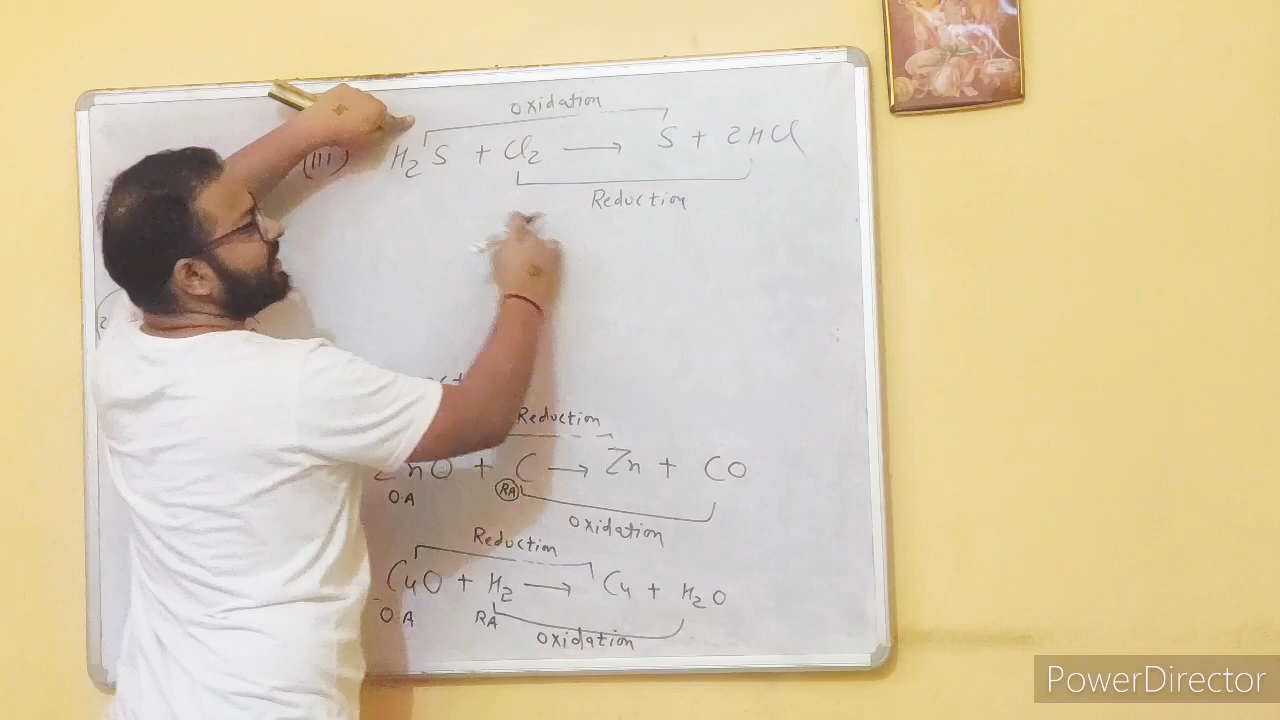 Oxidation
(III) H2S + Cl2 → S + 2HCl
Reduction
Reduction
ZnO + C → Zn + CO
O.A RA
Oxidation
Reduction
CuO + H2 → Cu + H2O
O.A RA
Oxidation
PowerDirector